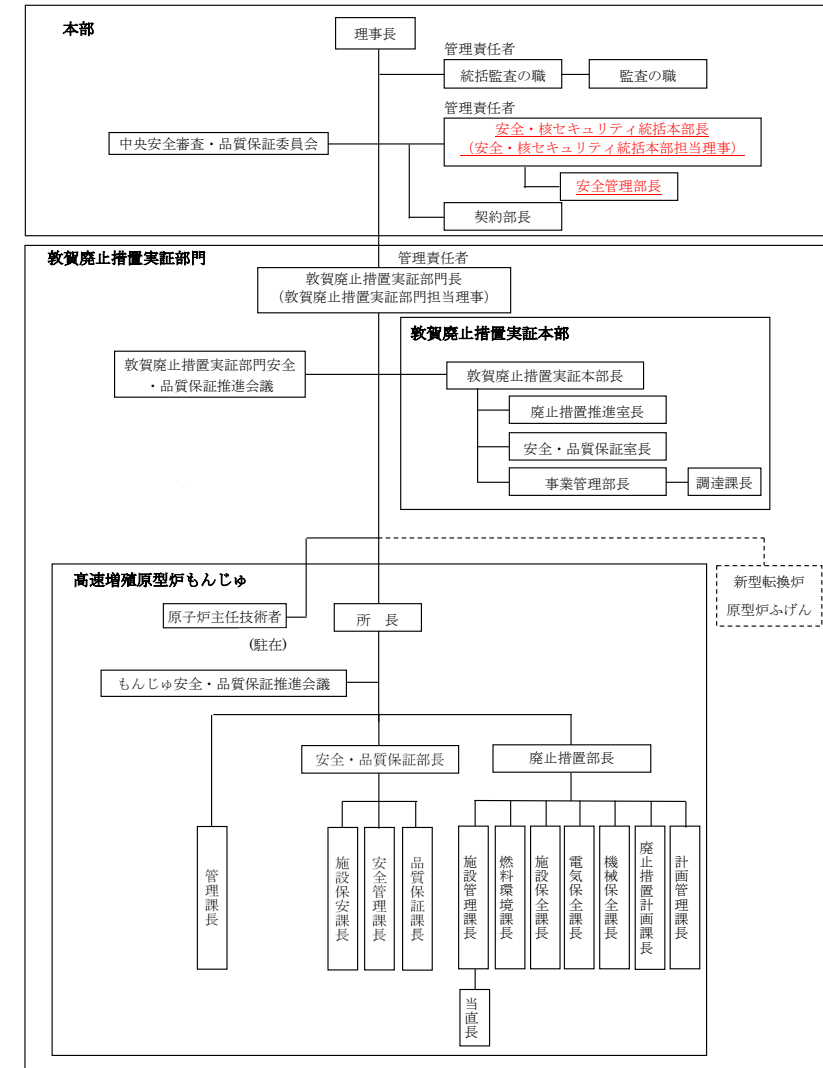 本部
理事長
管理責任者
統括監査の職
監査の職
管理責任者
安全・核セキュリティ統括本部長
（安全・核セキュリティ統括本部担当理事）
中央安全審査・品質保証委員会
安全管理部長
契約部長
敦賀廃止措置実証部門
管理責任者
敦賀廃止措置実証部門長
（敦賀廃止措置実証部門担当理事）
敦賀廃止措置実証本部
敦賀廃止措置実証部門安全
・品質保証推進会議
敦賀廃止措置実証本部長
廃止措置推進室長
安全・品質保証室長
事業管理部長
調達課長
高速増殖原型炉もんじゅ
新型転換炉
原型炉ふげん
原子炉主任技術者
(駐在)
所　長
もんじゅ安全・品質保証推進会議
安全・品質保証部長
廃止措置部長
管理課長
施設保安課長
安全管理課長
品質保証課長
施設管理課長
燃料環境課長
施設保全課長
電気保全課長
機械保全課長
廃止措置計画課長
計画管理課長
当直長